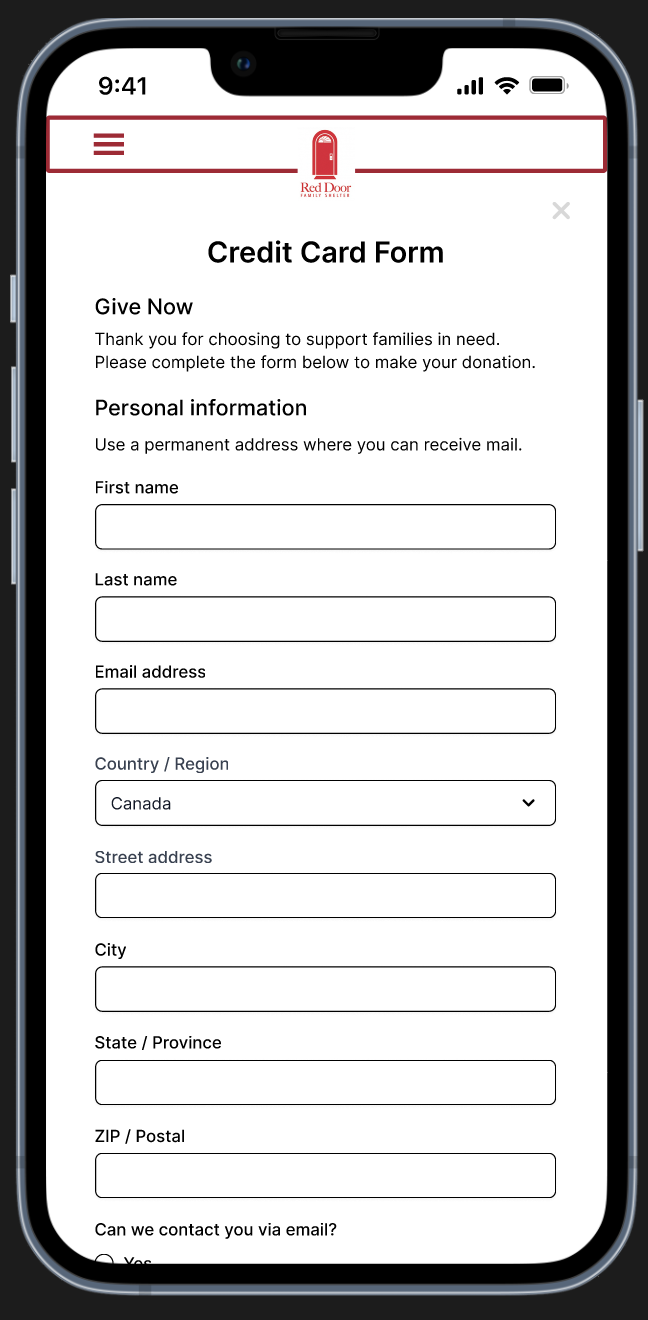 9:41
Red Door
FAMILY SHELTER
Credit Card Form
Give Now
Thank you for choosing to support families in need.
Please complete the form below to make your donation.
Personal information
Use a permanent address where you can receive mail.
First name
Last name
Email address
Country / Region
Canada
Street address
City
State / Province
ZIP / Postal
Can we contact you via email?
Yes